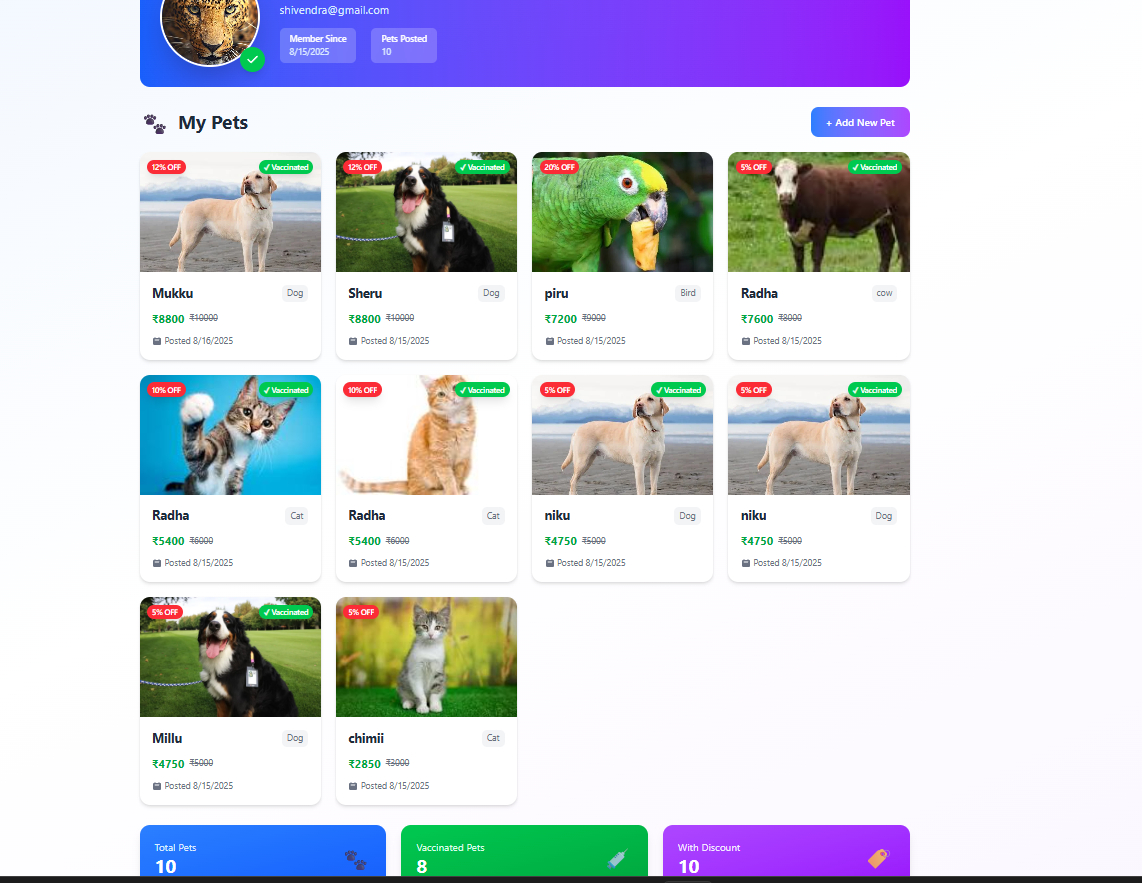 shivendra@gmail.com
Member Since
8/15/2025
Pets Posted
10
My Pets
+ Add New Pet
12% OFF
✓ Vaccinated
Mukku
Dog
₹8800 ₹10000
Posted 8/16/2025
12% OFF
✓ Vaccinated
Sheru
Dog
₹8800 ₹10000
Posted 8/15/2025
20% OFF
piru
Bird
₹7200 ₹9000
Posted 8/15/2025
5% OFF
✓ Vaccinated
Radha
cow
₹7600 ₹8000
Posted 8/15/2025
10% OFF
✓ Vaccinated
Radha
Cat
₹5400 ₹6000
Posted 8/15/2025
10% OFF
✓ Vaccinated
Radha
Cat
₹5400 ₹6000
Posted 8/15/2025
5% OFF
✓ Vaccinated
niku
Dog
₹4750 ₹5000
Posted 8/15/2025
5% OFF
✓ Vaccinated
niku
Dog
₹4750 ₹5000
Posted 8/15/2025
5% OFF
✓ Vaccinated
Millu
Dog
₹4750 ₹5000
Posted 8/15/2025
5% OFF
chimii
Cat
₹2850 ₹3000
Posted 8/15/2025
Total Pets
10
Vaccinated Pets
8
With Discount
10